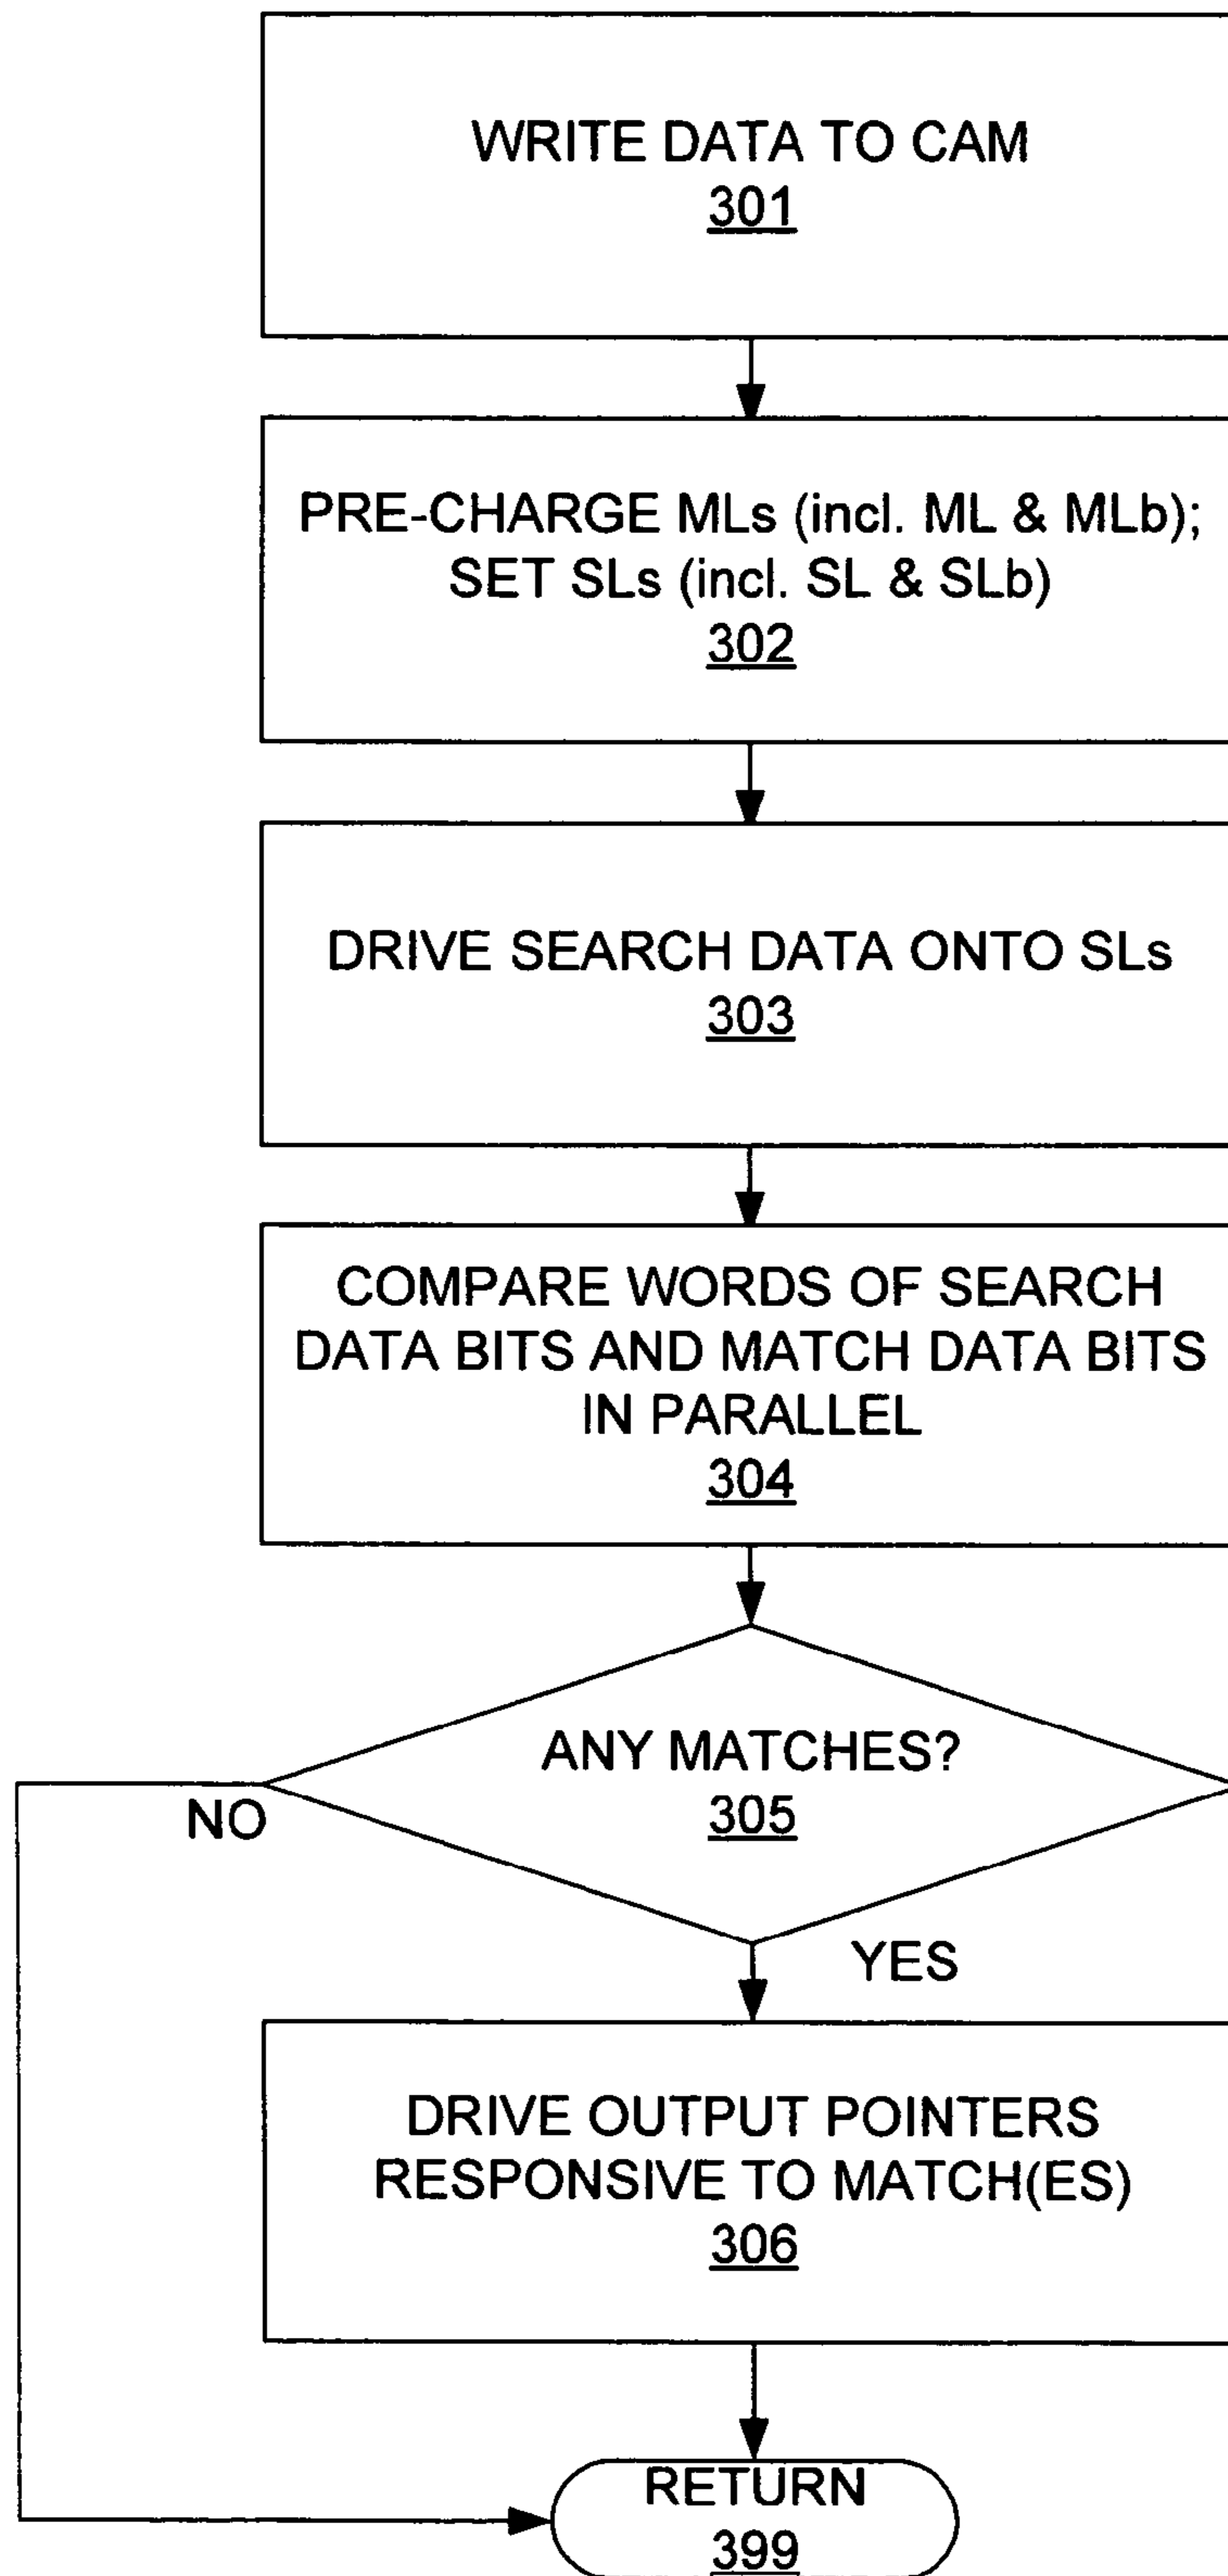 WRITE DATA TO CAM
301
PRE-CHARGE MLs (incl. ML & MLb);
SET SLs (incl. SL & SLb)
302
DRIVE SEARCH DATA ONTO SLs
303
COMPARE WORDS OF SEARCH
DATA BITS AND MATCH DATA BITS
IN PARALLEL
304
ANY MATCHES?
305
NO
YES
DRIVE OUTPUT POINTERS
RESPONSIVE TO MATCH(ES)
306
RETURN
399